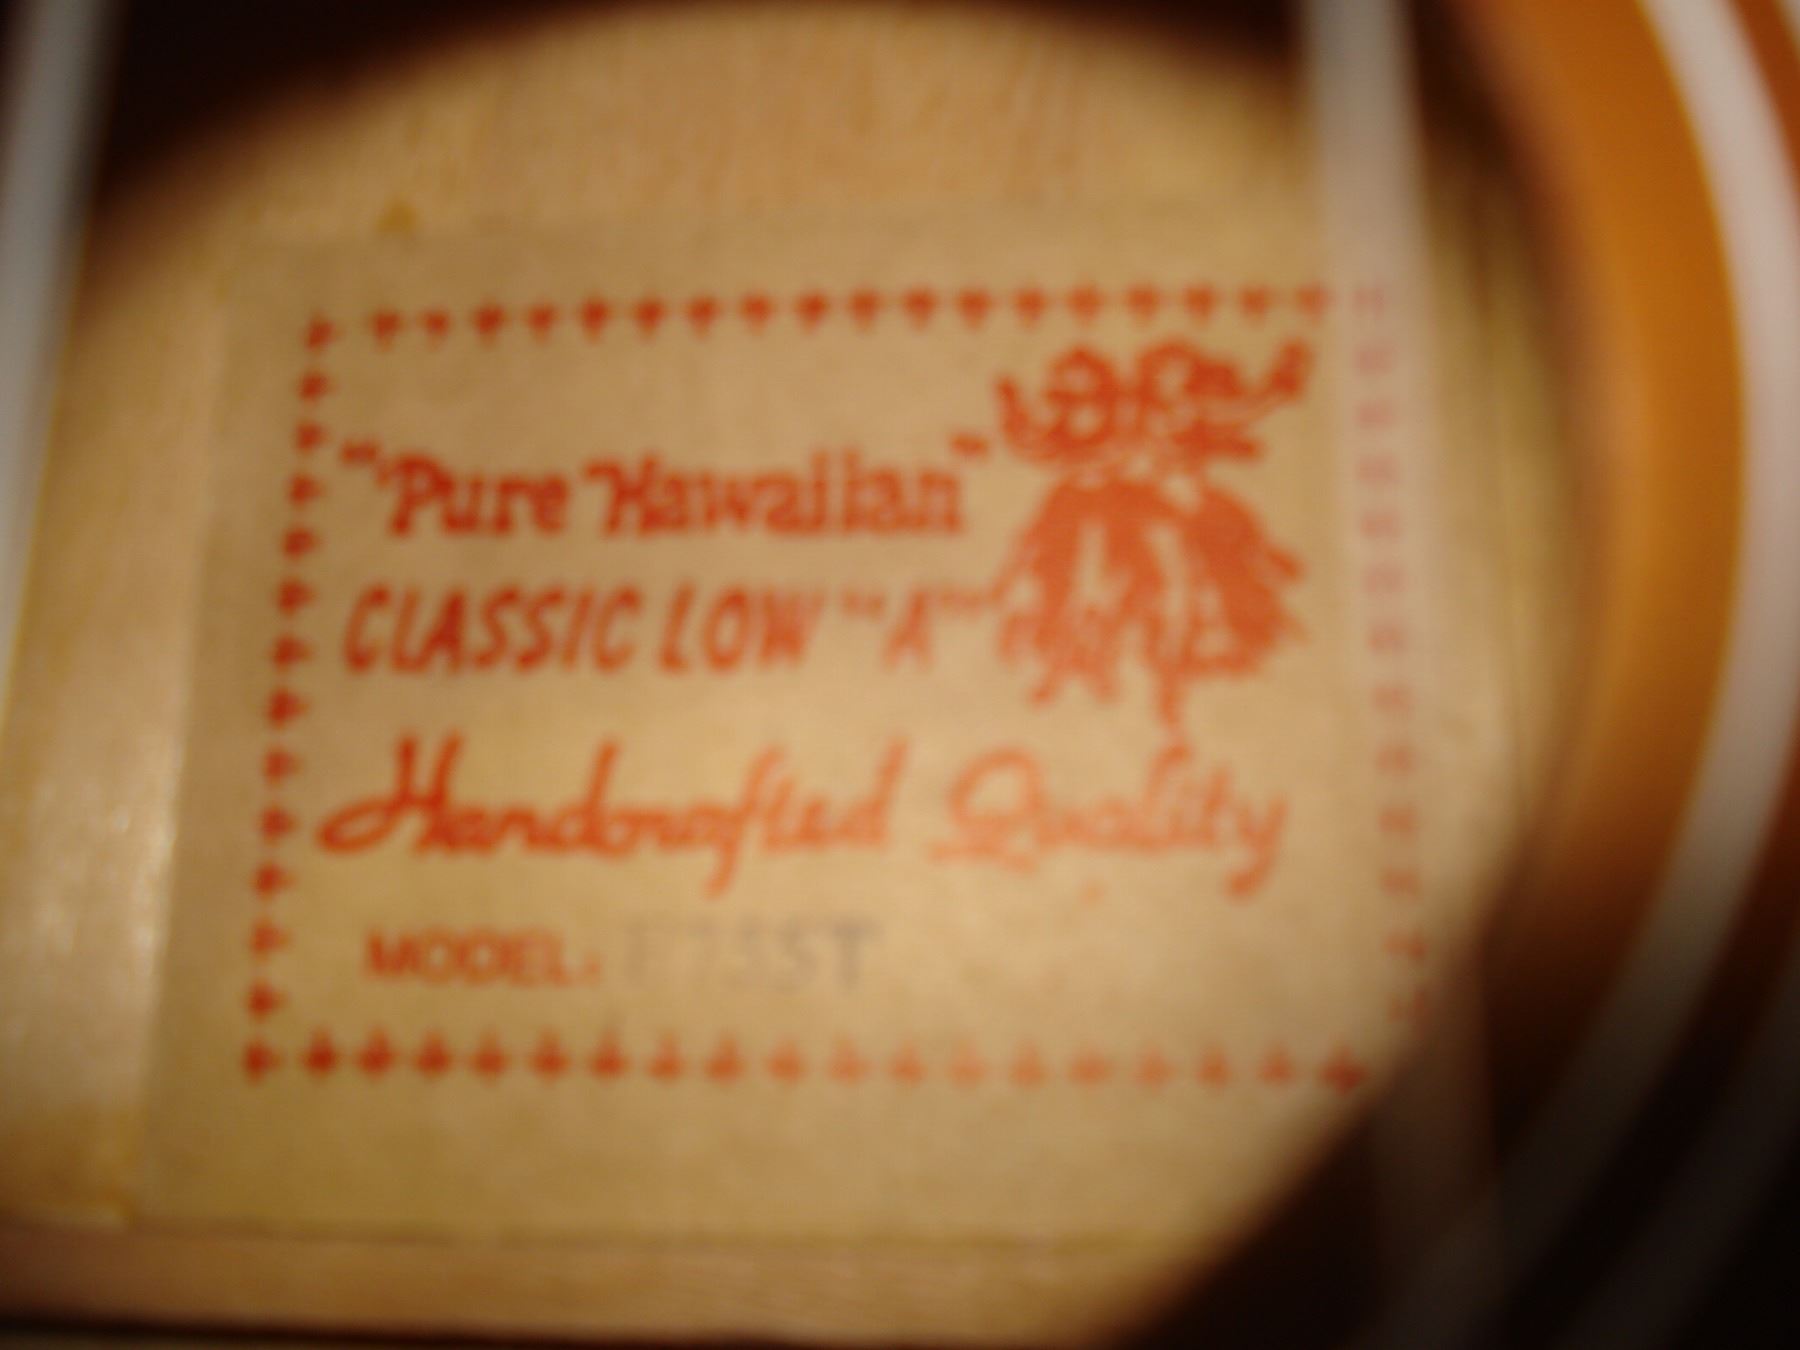 "Pure Hawaiian"
CLASSIC LOW "A"
Handcrafted Quality
MODEL: